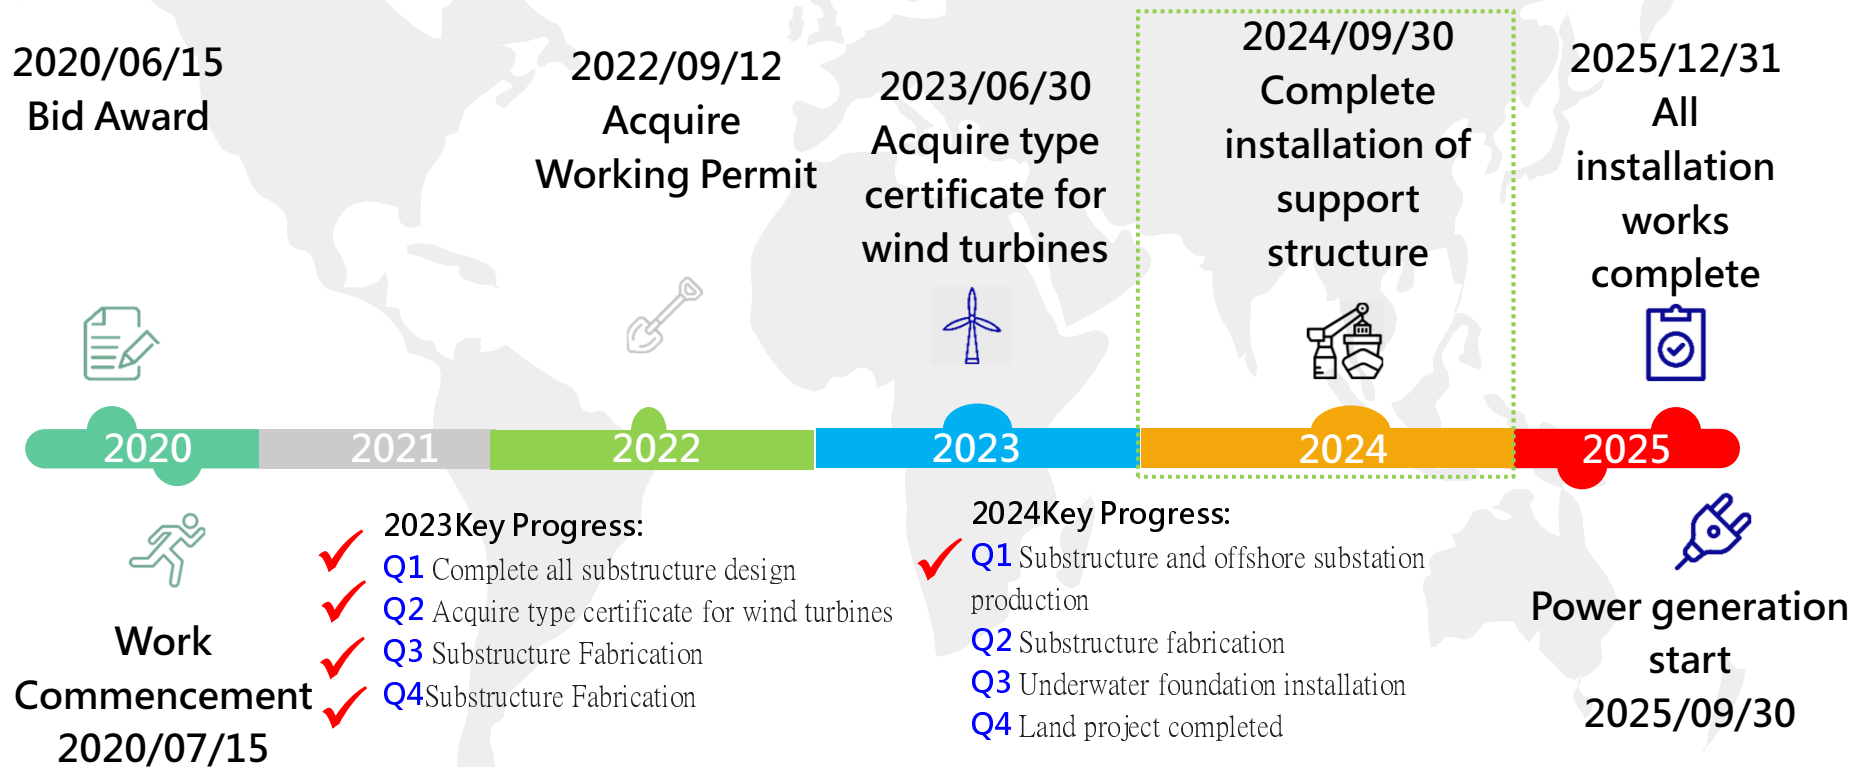 2020/06/15
Bid Award
2022/09/12
Acquire
Working Permit
2023/06/30
Acquire type
certificate for
wind turbines
2024/09/30
Complete
installation of
support
structure
2025/12/31
All
installation
works
complete
2020
2021
2022
2023
2024
2025
Work
Commencement
2020/07/15
2023Key Progress:
Q1 Complete all substructure design
Q2 Acquire type certificate for wind turbines
Q3 Substructure Fabrication
Q4Substructure Fabrication
2024Key Progress:
Q1 Substructure and offshore substation
production
Q2 Substructure fabrication
Q3 Underwater foundation installation
Q4 Land project completed
Power generation
start
2025/09/30